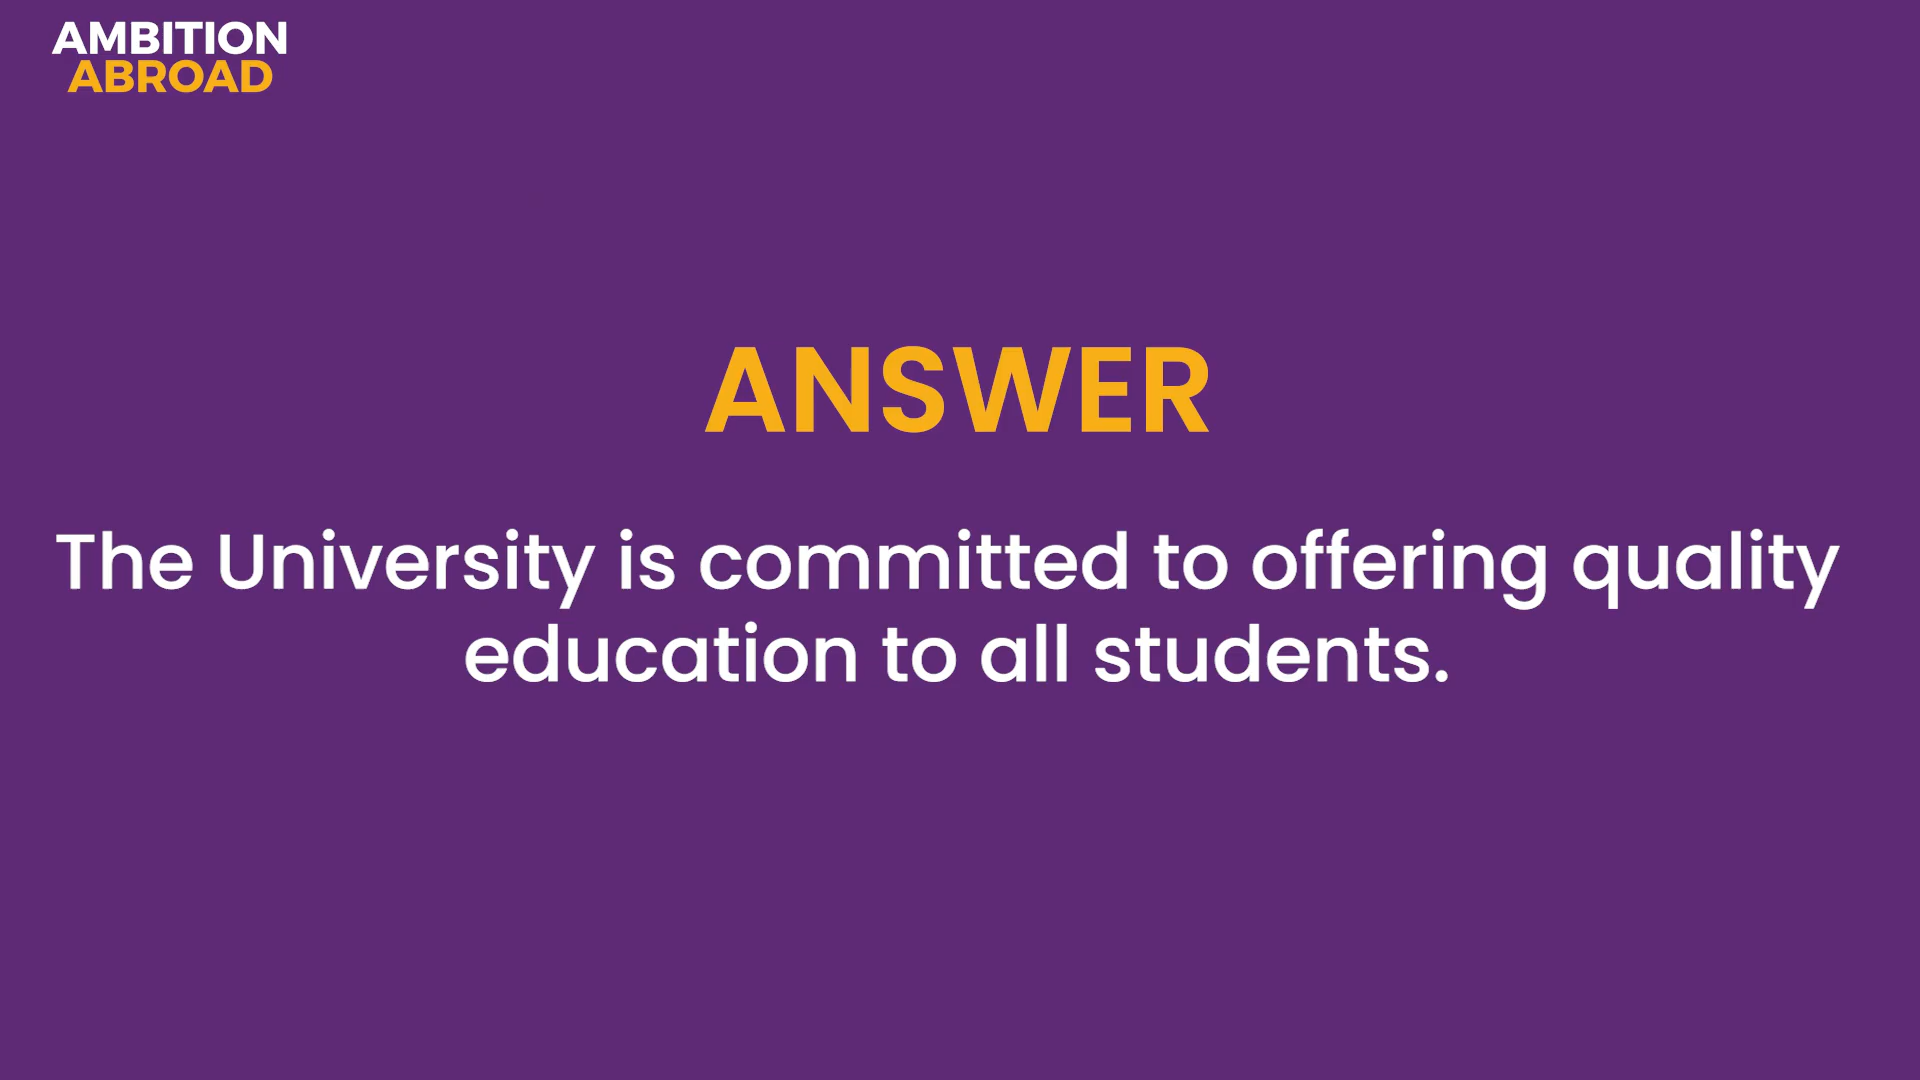 AMBITION
ABROAD
ANSWER
The University is committed to offering quality
education to all students.